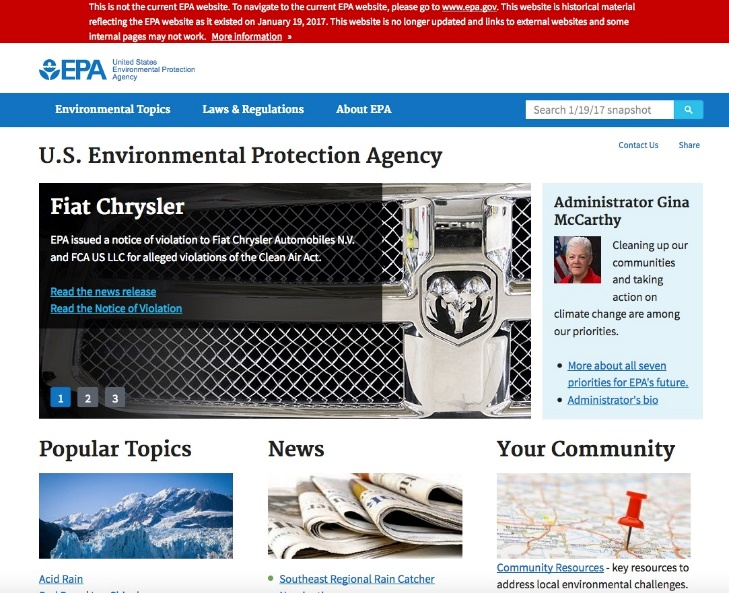 This is not the current EPA website. To navigate to the current EPA website, please go to www.epa.gov. This website is historical material
reflecting the EPA website as it existed on January 19, 2017. This website is no longer updated and links to external websites and some
internal pages may not work. More information »
EPA United States
Environmental Protection
Agency
Environmental Topics Laws & Regulations About EPA Search 1/19/17 snapshot
Contact Us Share
U.S. Environmental Protection Agency
Fiat Chrysler
EPA issued a notice of violation to Fiat Chrysler Automobiles N.V.
and FCA US LLC for alleged violations of the Clean Air Act.
Read the news release
Read the Notice of Violation
1 2 3
Administrator Gina
McCarthy
Cleaning up our
communities
and taking
action on
climate change are among
our priorities.
More about all seven
priorities for EPA's future.
Administrator's bio
Popular Topics
Acid Rain
News
Southeast Regional Rain Catcher
Your Community
Community Resources - key resources to
address local environmental challenges.